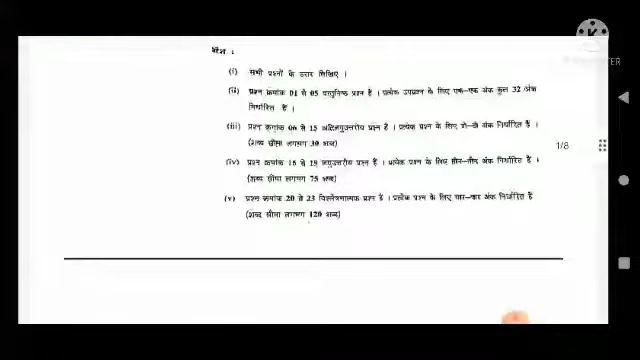 निर्देश :
(i) सभी प्रश्नों के उत्तर लिखिए ।
(ii) प्रश्न क्रमांक 01 से 05 वस्तुनिष्ठ प्रश्न हैं । प्रत्येक उपप्रश्न के लिए एक-एक अंक कुल 32 अंक
निर्धारित हैं ।
(iii) प्रश्न क्रमांक 06 से 15 अतिलघुउत्तरीय प्रश्न हैं । प्रत्येक प्रश्न के लिए दो-दो अंक निर्धारित हैं ।
(शब्द सीमा लगभग 30 शब्द)
1/8
(iv) प्रश्न क्रमांक 16 से 19 लघुउत्तरीय प्रश्न हैं । प्रत्येक प्रश्न के लिए तीन-तीन अंक निर्धारित हैं ।
(शब्द सीमा लगभग 75 शब्द)
(v) प्रश्न क्रमांक 20 से 23 विश्लेषणात्मक प्रश्न हैं । प्रत्येक प्रश्न के लिए चार-चार अंक निर्धारित हैं
(शब्द सीमा लगभग 120 शब्द)